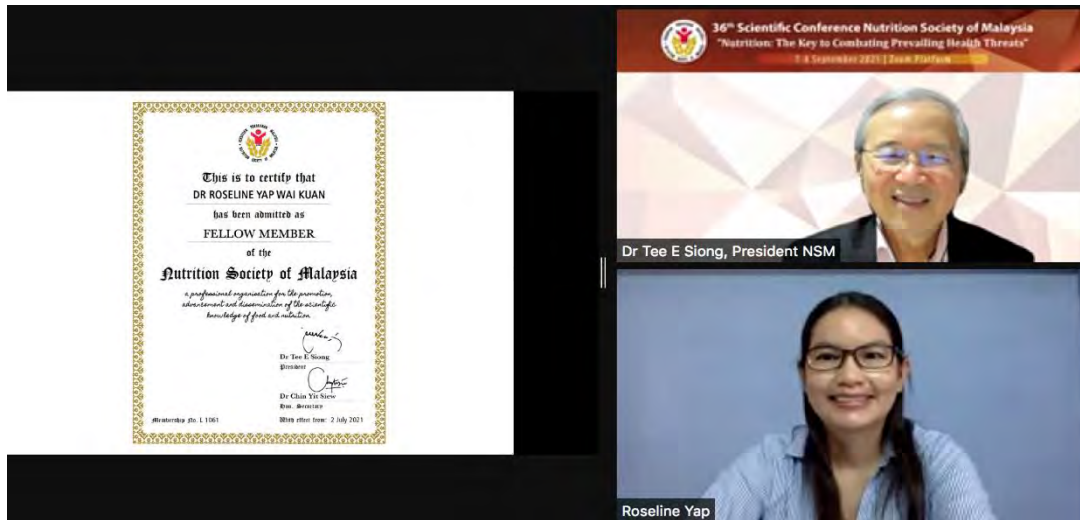 This is to certify that
DR ROSELINE YAP WAI KUAN
has been admitted as
FELLOW MEMBER
of the
Nutrition Society of Malaysia
a professional organisation for the promotion,
advancement and dissemination of the scientific
knowledge of food and nutrition
Dr Tee E Siong
President
Dr Chin Yit Siew
Hon. Secretary
Membership No. L 1061
With effect from: 2 July 2021
36th Scientific Conference Nutrition Society of Malaysia
"Nutrition: The Key to Combating Prevailing Health Threats"
September 2021 | Zoom Platform
Dr Tee E Siong, President NSM
Roseline Yap